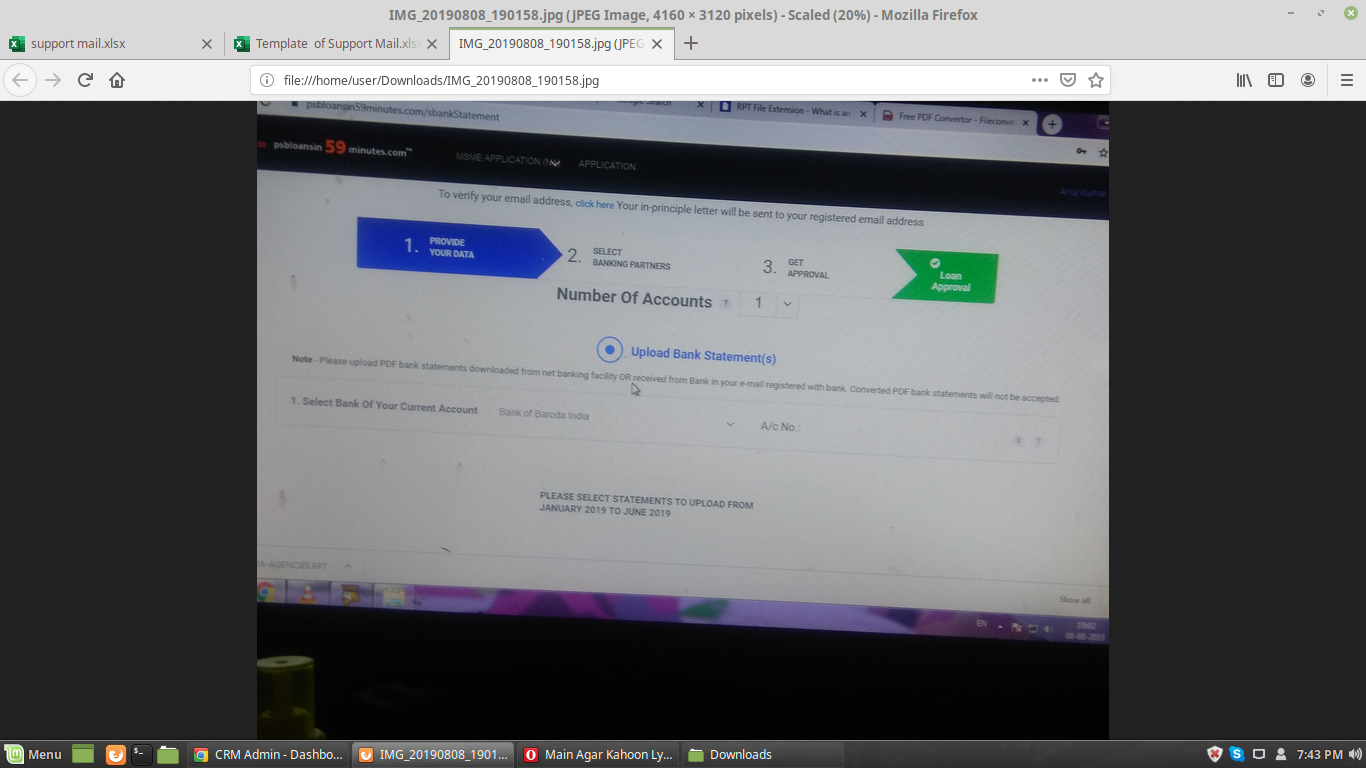 IMG_20190808_190158.jpg (JPEG Image, 4160 × 3120 pixels) - Scaled (20%) - Mozilla Firefox
support mail.xlsx
Template of Support Mail.xls
IMG_20190808_190158.jpg (JPEG
file:///home/user/Downloads/IMG_20190808_190158.jpg
Search
RPT File Extension - What is an
Free PDF Convertor - Fileconve
psbloansin59minutes.com/sbankStatement
psbloansin 59 minutes.com™
MSME APPLICATION
APPLICATION
Anuj Kumar
To verify your email address, click here Your in-principle letter will be sent to your registered email address
1. PROVIDE
YOUR DATA
2. SELECT
BANKING PARTNERS
3. GET
APPROVAL
Loan
Approval
Number Of Accounts ? 1
Upload Bank Statement(s)
Note - Please upload PDF bank statements downloaded from net banking facility OR received from Bank in your e-mail registered with bank. Converted PDF bank statements will not be accepted.
1. Select Bank Of Your Current Account Bank of Baroda India A/c No.:
PLEASE SELECT STATEMENTS TO UPLOAD FROM
JANUARY 2019 TO JUNE 2019
A-AGENCIES.RPT
Show all
EN 19:02
08-08-2019
Menu
CRM Admin - Dashbo...
IMG_20190808_1901...
Main Agar Kahoon Ly...
Downloads
7:43 PM